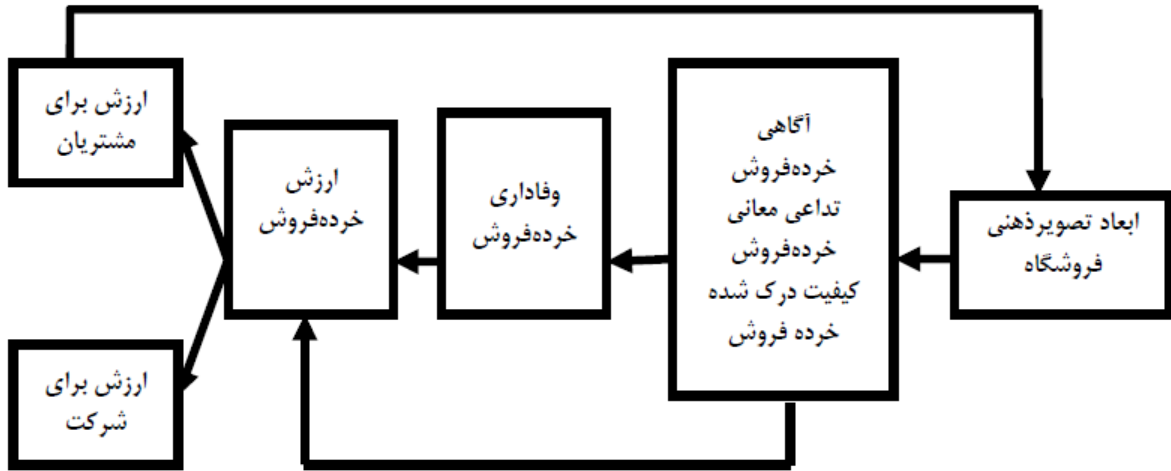 ابعاد تصویرذهنی
فروشگاه
آگاهی
خرده‌فروش
تداعی معانی
خرده‌فروش
کیفیت درک شده
خرده فروش
وفاداری
خرده‌فروش
ارزش
خرده‌فروش
ارزش برای
مشتریان
ارزش برای
شرکت